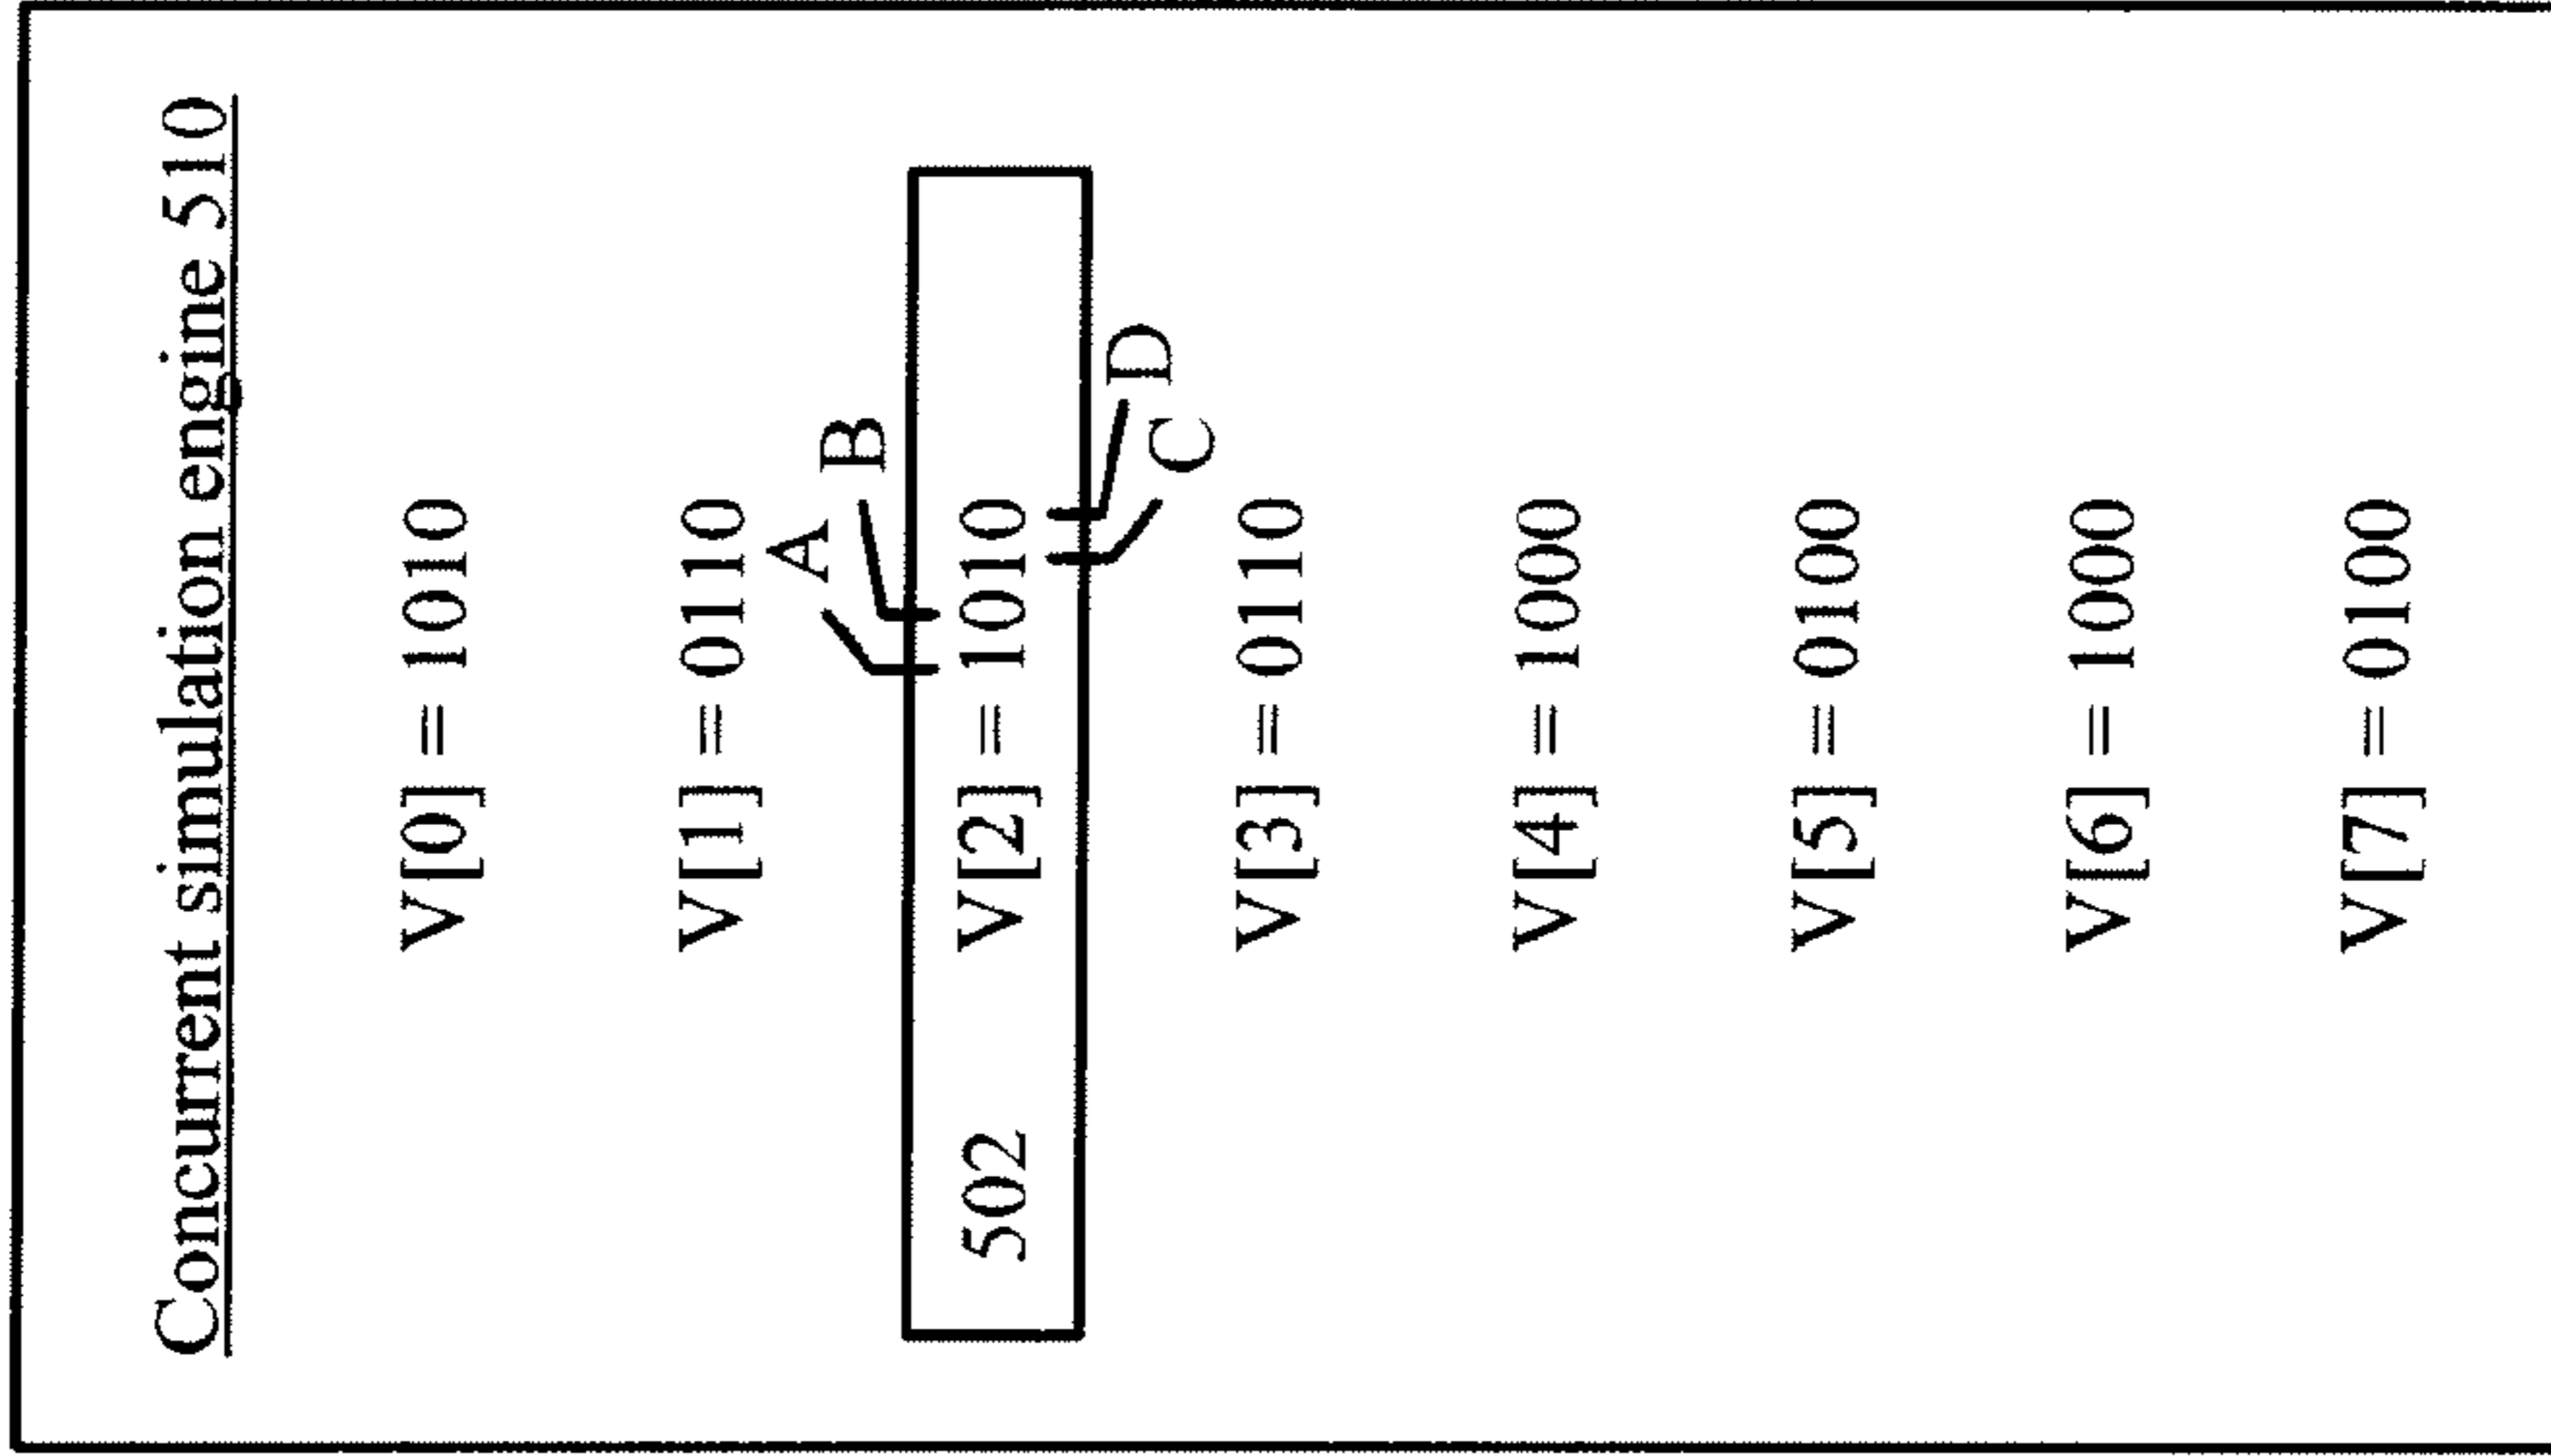 Concurrent simulation engine 510
V[0] = 1010
V[1] = 0110
A
B
502
V[2] = 1010
C
D
V[3] = 0110
V[4] = 1000
V[5] = 0100
V[6] = 1000
V[7] = 0100